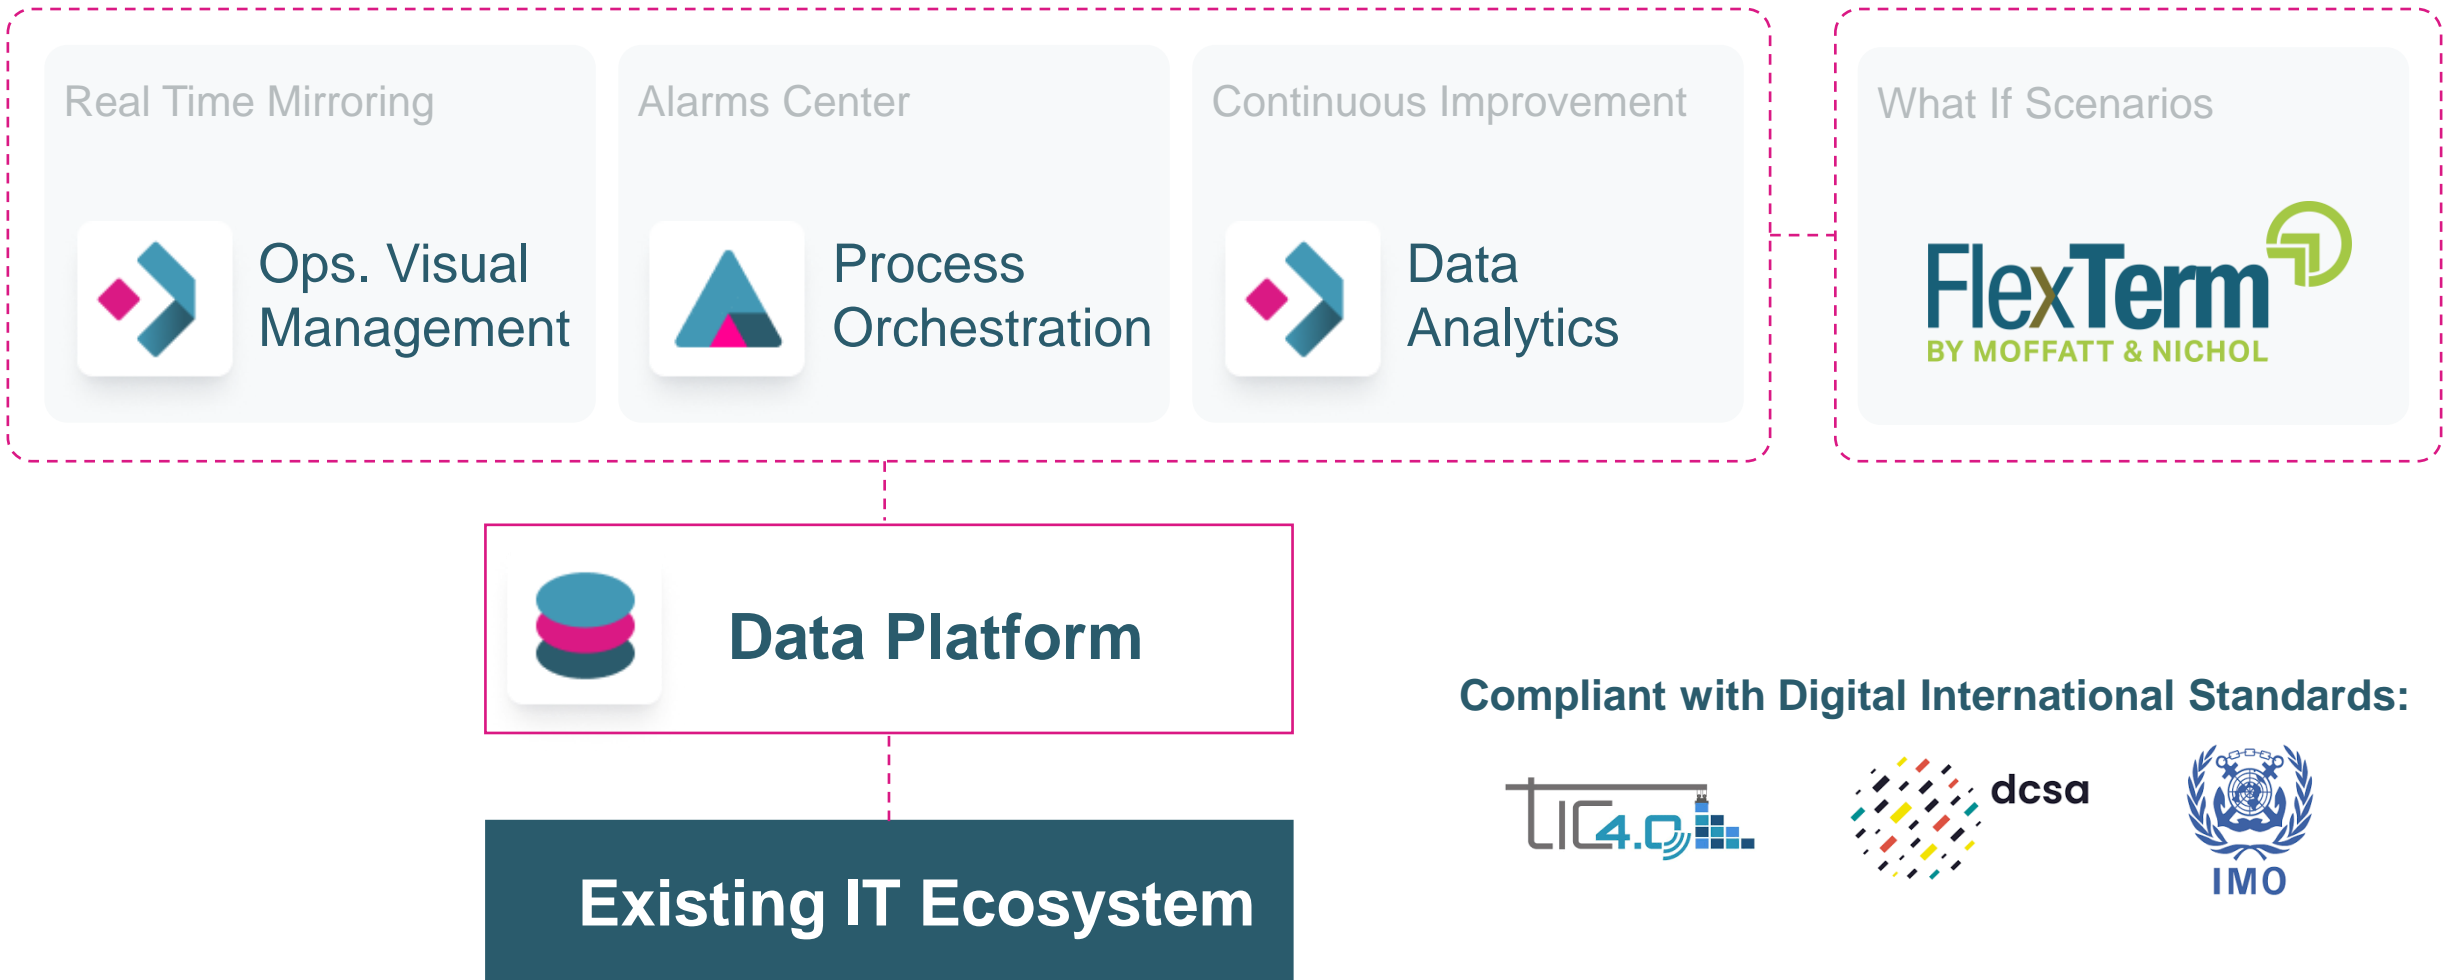 Real Time Mirroring
Ops. Visual
Management
Alarms Center
Process
Orchestration
Continuous Improvement
Data
Analytics
What If Scenarios
FlexTerm
BY MOFFATT & NICHOL
Data Platform
Existing IT Ecosystem
Compliant with Digital International Standards:
TIC4.0
dcsa
IMO